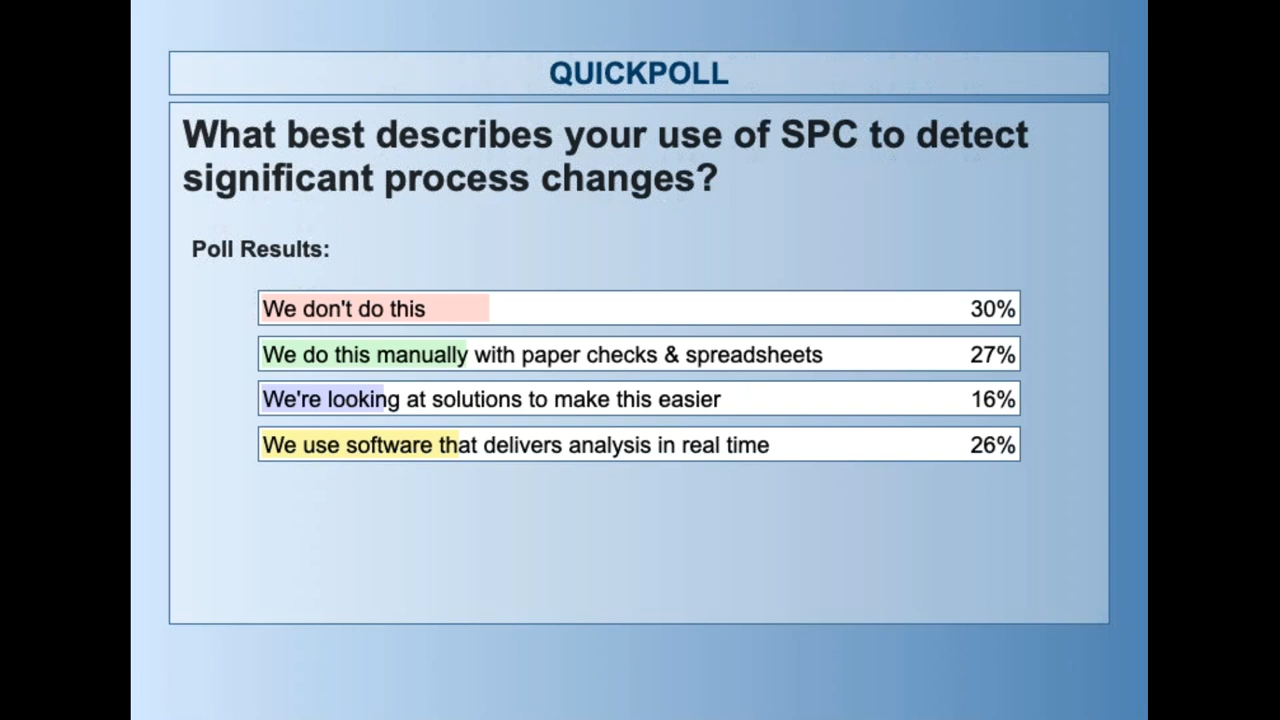 QUICKPOLL
What best describes your use of SPC to detect
significant process changes?
Poll Results:
We don't do this 30%
We do this manually with paper checks & spreadsheets 27%
We're looking at solutions to make this easier 16%
We use software that delivers analysis in real time 26%